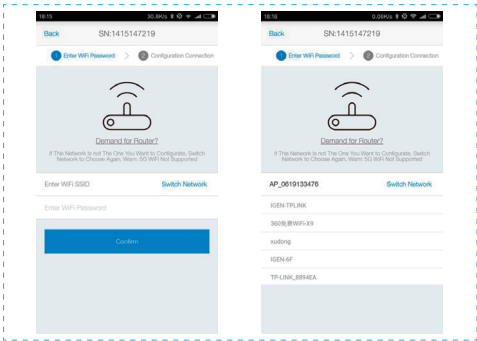 18:15
30.8K/s
Back
SN:1415147219
1 Enter WiFi Password > 2 Configuration Connection
Demand for Router?
If The Network is not The One You Want to Configurate, Switch
Network to Choose Again, Warn: 5G WiFi Not Supported
Enter WiFi SSID
Switch Network
Enter WiFi Password
Confirm
18:16
0.06K/s
Back
SN:1415147219
1 Enter WiFi Password > 2 Configuration Connection
Demand for Router?
If The Network is not The One You Want to Configurate, Switch
Network to Choose Again, Warn: 5G WiFi Not Supported
AP_0619133476
Switch Network
IGEN-TPLINK
360免费WiFi-X9
xudong
IGEN-6F
TP-LINK_8894EA